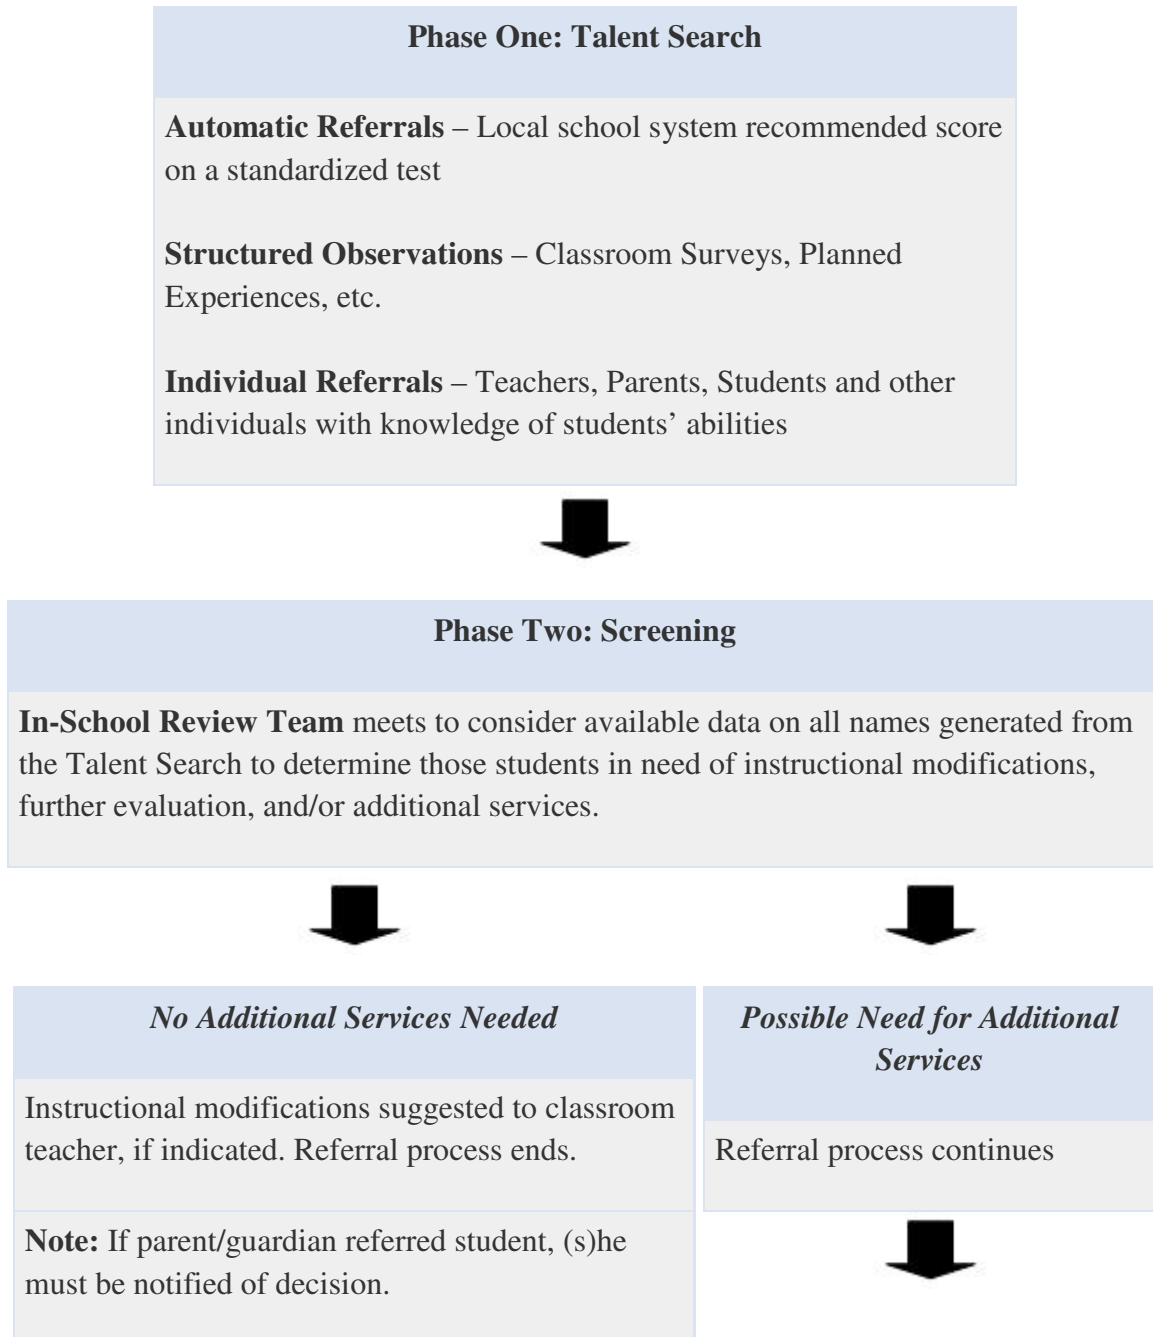 Phase One: Talent Search
Automatic Referrals – Local school system recommended score
on a standardized test
Structured Observations – Classroom Surveys, Planned
Experiences, etc.
Individual Referrals – Teachers, Parents, Students and other
individuals with knowledge of students’ abilities
Phase Two: Screening
In-School Review Team meets to consider available data on all names generated from
the Talent Search to determine those students in need of instructional modifications,
further evaluation, and/or additional services.
No Additional Services Needed
Instructional modifications suggested to classroom
teacher, if indicated. Referral process ends.
Note: If parent/guardian referred student, (s)he
must be notified of decision.
Possible Need for Additional
Services
Referral process continues